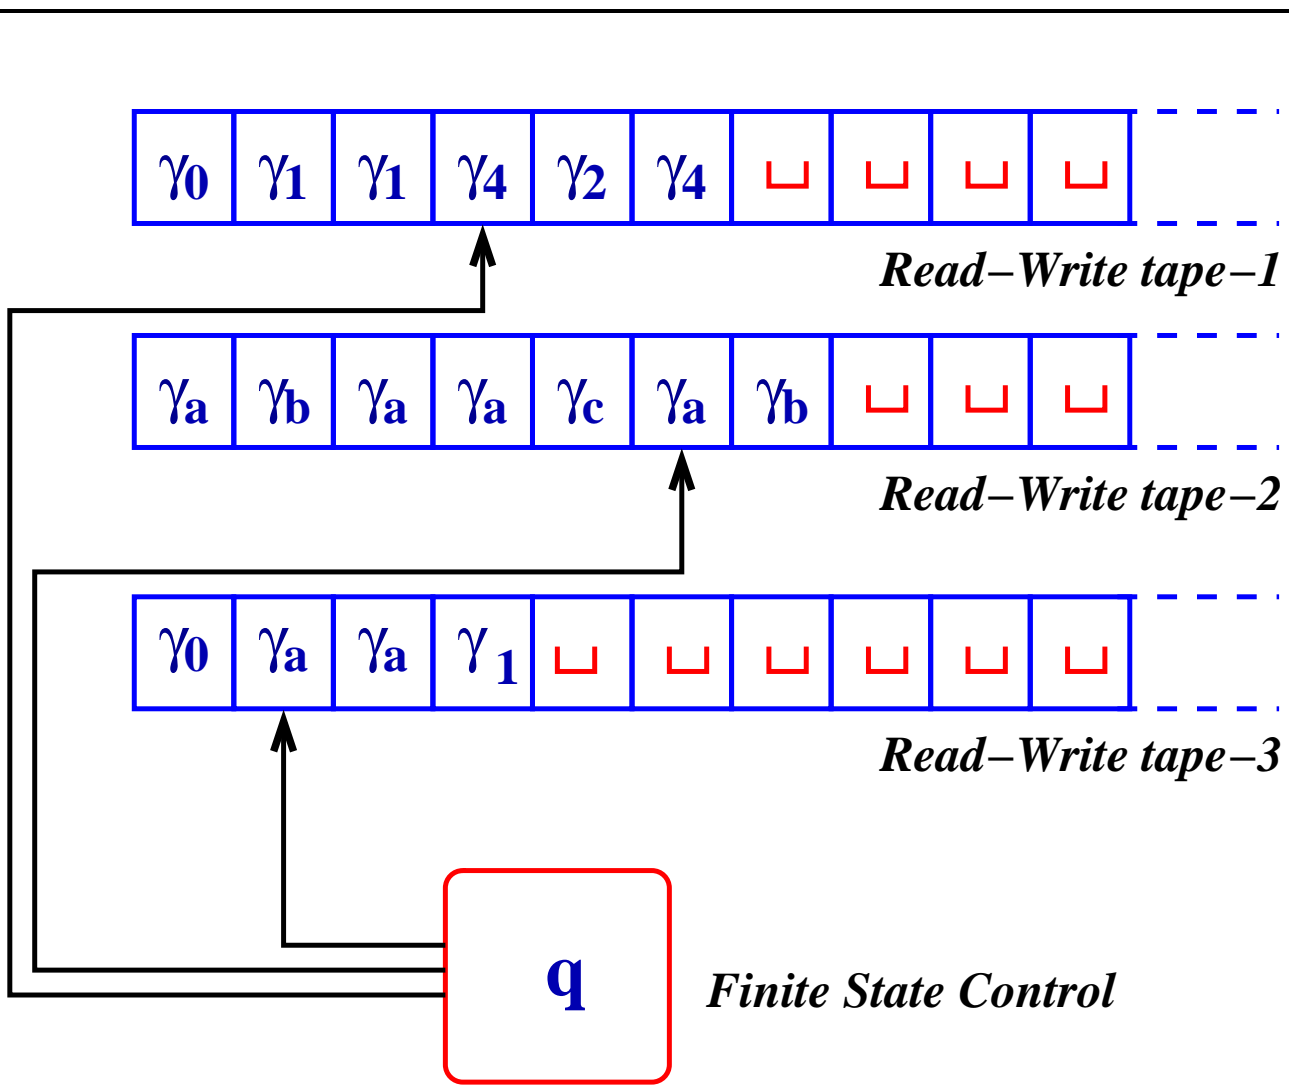 γ0 γ1 γ1 γ4 γ2 γ4 ⊔ ⊔ ⊔ ⊔
Read–Write tape–1
γa γb γa γa γc γa γb ⊔ ⊔ ⊔
Read–Write tape–2
γ0 γa γa γ1 ⊔ ⊔ ⊔ ⊔ ⊔ ⊔
Read–Write tape–3
q
Finite State Control